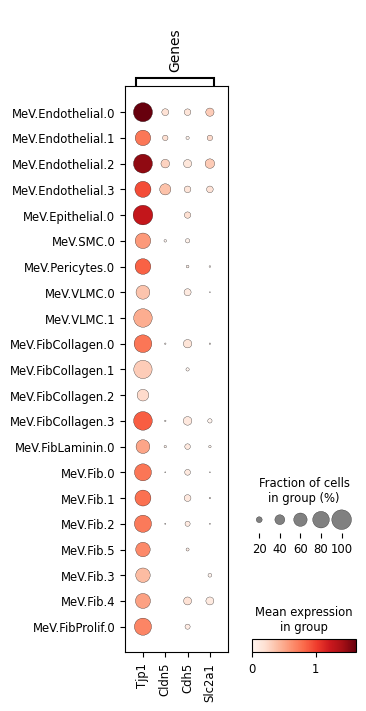 Genes
MeV.Endothelial.0
MeV.Endothelial.1
MeV.Endothelial.2
MeV.Endothelial.3
MeV.Epithelial.0
MeV.SMC.0
MeV.Pericytes.0
MeV.VLMC.0
MeV.VLMC.1
MeV.FibCollagen.0
MeV.FibCollagen.1
MeV.FibCollagen.2
MeV.FibCollagen.3
MeV.FibLaminin.0
MeV.Fib.0
MeV.Fib.1
MeV.Fib.2
MeV.Fib.5
MeV.Fib.3
MeV.Fib.4
MeV.FibProlif.0
Tjp1
Cldn5
Cdh5
Slc2a1
Fraction of cells
in group (%)
20 40 60 80 100
Mean expression
in group
0 1